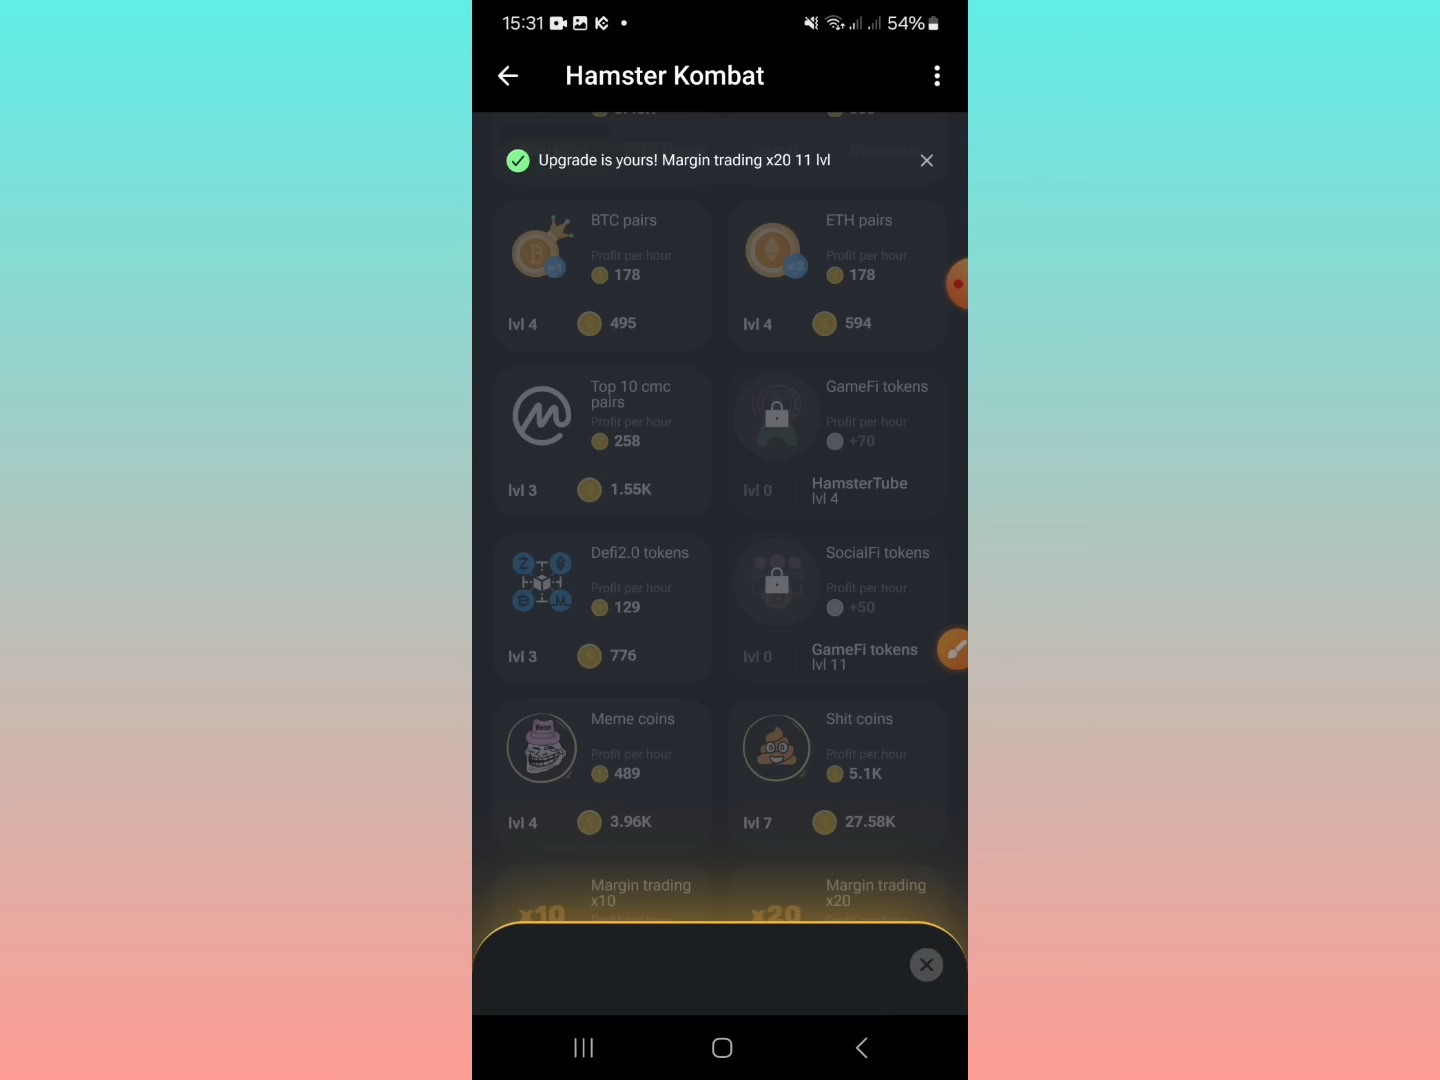 15:31
54%
Hamster Kombat
Upgrade is yours! Margin trading x20 11 lvl
BTC pairs
Profit per hour
178
lvl 4
495
ETH pairs
Profit per hour
178
lvl 4
594
Top 10 cmc
pairs
Profit per hour
258
lvl 3
1.55K
GameFi tokens
Profit per hour
+70
lvl 0
HamsterTube
lvl 4
Defi2.0 tokens
Profit per hour
129
lvl 3
776
SocialFi tokens
Profit per hour
+50
lvl 0
GameFi tokens
lvl 11
Meme coins
Profit per hour
489
lvl 4
3.96K
Shit coins
Profit per hour
5.1K
lvl 7
27.58K
Margin trading
x10
x10
Margin trading
x20
x20